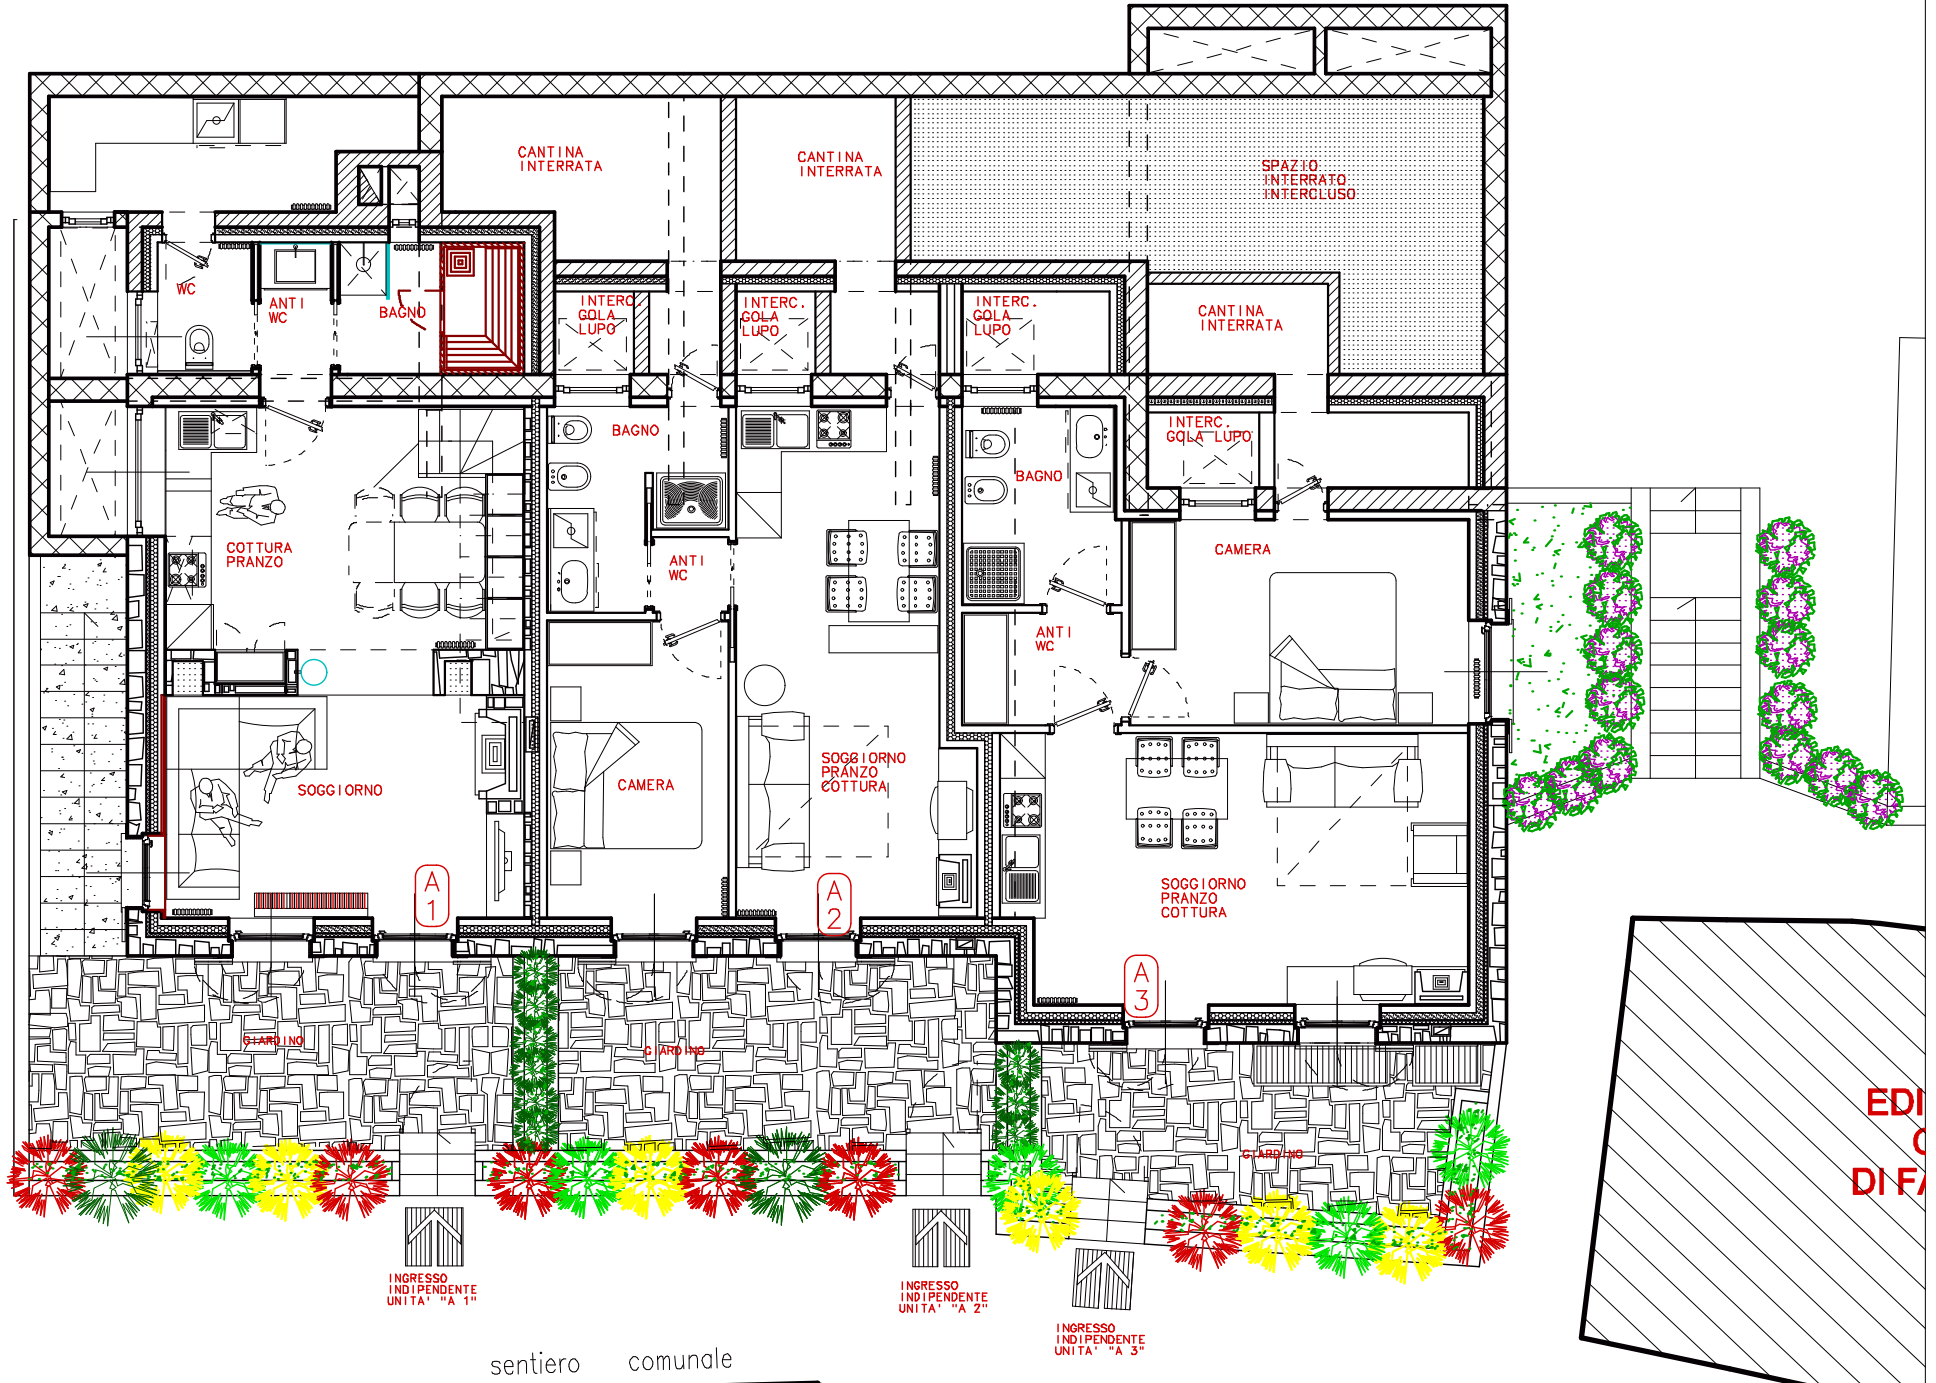 CANTINA
INTERRATA
CANTINA
INTERRATA
SPAZIO
INTERRATO
INTERCLUSO
WC
ANTI
WC
BAGNO
INTERC.
GOLA
LUPO
INTERC.
GOLA
LUPO
INTERC.
GOLA
LUPO
CANTINA
INTERRATA
BAGNO
INTERC.
GOLA LUPO
BAGNO
COTTURA
PRANZO
ANTI
WC
CAMERA
ANTI
WC
SOGGIORNO
CAMERA
SOGGIORNO
PRANZO
COTTURA
A
1
A
2
SOGGIORNO
PRANZO
COTTURA
A
3
GIARDINO
GIARDINO
GIARDINO
EDI
DI FA
INGRESSO
INDIPENDENTE
UNITA' "A 1"
INGRESSO
INDIPENDENTE
UNITA' "A 2"
INGRESSO
INDIPENDENTE
UNITA' "A 3"
sentiero comunale